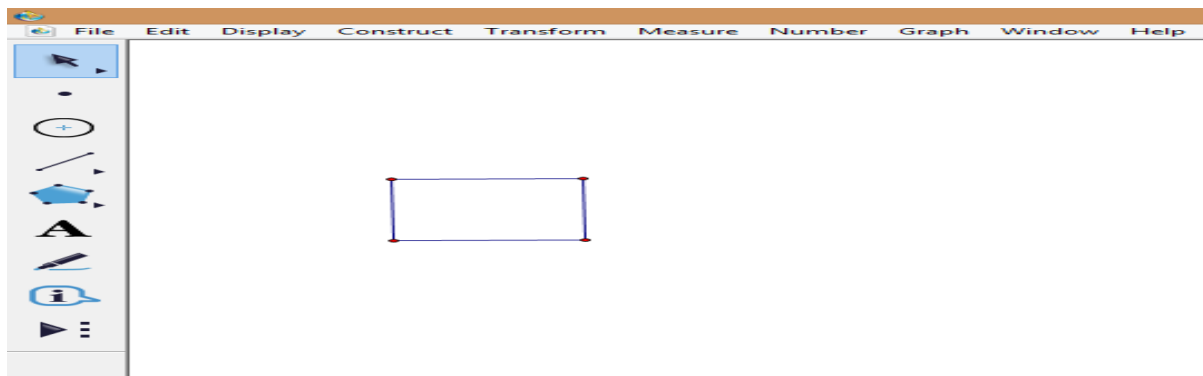 File Edit Display Construct Transform Measure Number Graph Window Help
A
i